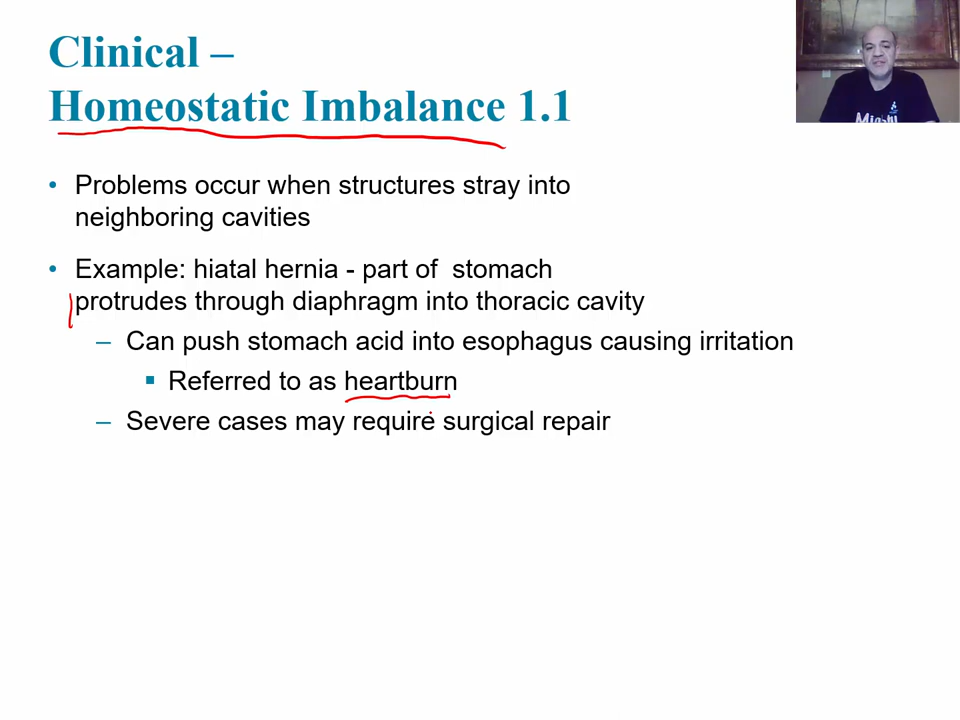 Clinical –
Homeostatic Imbalance 1.1
• Problems occur when structures stray into
neighboring cavities
• Example: hiatal hernia - part of stomach
protrudes through diaphragm into thoracic cavity
– Can push stomach acid into esophagus causing irritation
▪ Referred to as heartburn
– Severe cases may require surgical repair
Mighty